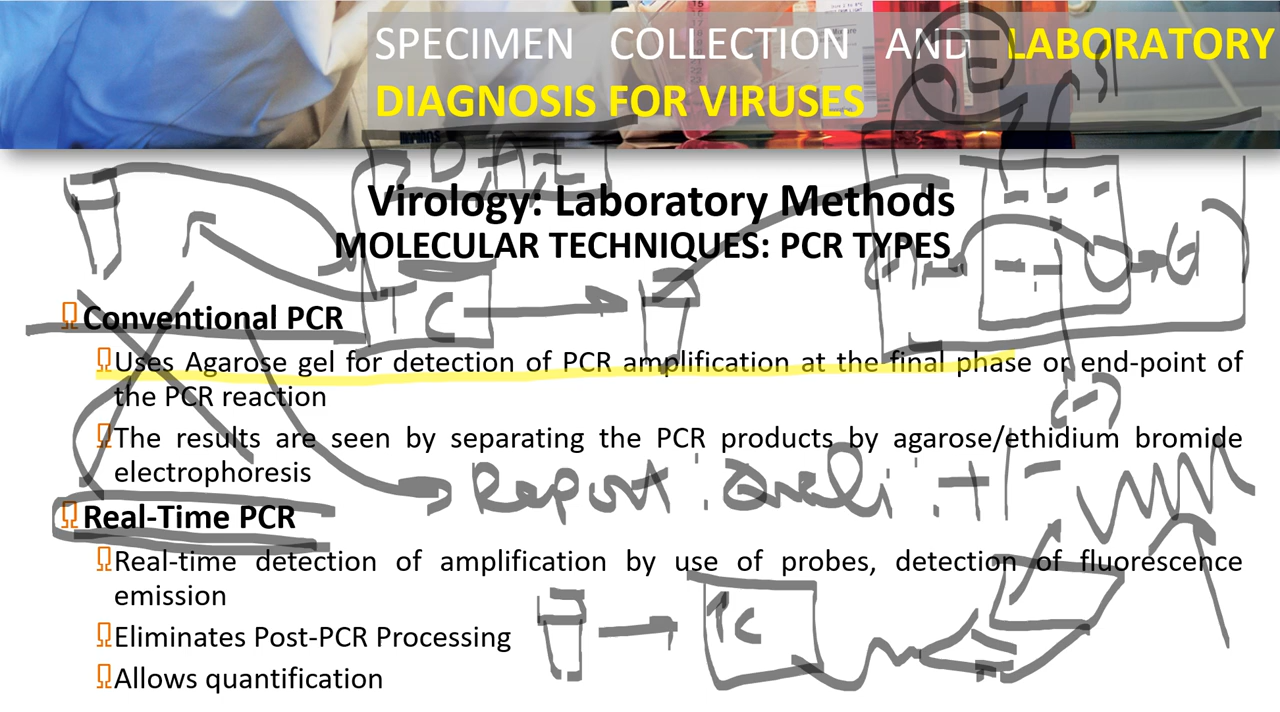 SPECIMEN COLLECTION AND LABORATORY
DIAGNOSIS FOR VIRUSES
D, A, E
Virology: Laboratory Methods
MOLECULAR TECHNIQUES: PCR TYPES
(+)
TC
Conventional PCR
Uses Agarose gel for detection of PCR amplification at the final phase or end-point of
the PCR reaction
(-)
The results are seen by separating the PCR products by agarose/ethidium bromide
electrophoresis
Report: Quali: +/-
Real-Time PCR
Real-time detection of amplification by use of probes, detection of fluorescence
emission
TC
Eliminates Post-PCR Processing
Allows quantification